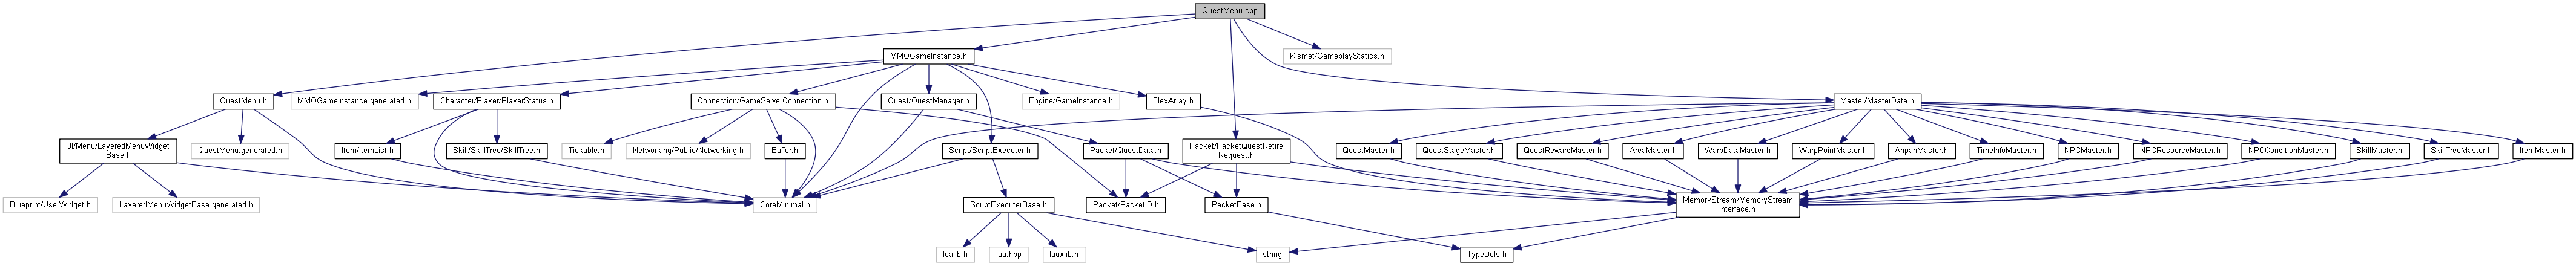 QuestMenu.cpp
MMOGameInstance.h
Kismet/GameplayStatics.h
QuestMenu.h
MMOGameInstance.generated.h
Character/Player/PlayerStatus.h
Connection/GameServerConnection.h
Quest/QuestManager.h
Engine/GameInstance.h
FlexArray.h
Master/MasterData.h
UI/Menu/LayeredMenuWidget
Base.h
QuestMenu.generated.h
Item/ItemList.h
Skill/SkillTree/SkillTree.h
Tickable.h
Networking/Public/Networking.h
Buffer.h
Script/ScriptExecuter.h
Packet/QuestData.h
Packet/PacketQuestRetire
Request.h
QuestMaster.h
QuestStageMaster.h
QuestRewardMaster.h
AreaMaster.h
WarpDataMaster.h
WarpPointMaster.h
AnpanMaster.h
TimeInfoMaster.h
NPCMaster.h
NPCResourceMaster.h
NPCConditionMaster.h
SkillMaster.h
SkillTreeMaster.h
ItemMaster.h
Blueprint/UserWidget.h
LayeredMenuWidgetBase.generated.h
CoreMinimal.h
ScriptExecuterBase.h
Packet/PacketID.h
PacketBase.h
MemoryStream/MemoryStream
Interface.h
lualib.h
lua.hpp
lauxlib.h
string
TypeDefs.h